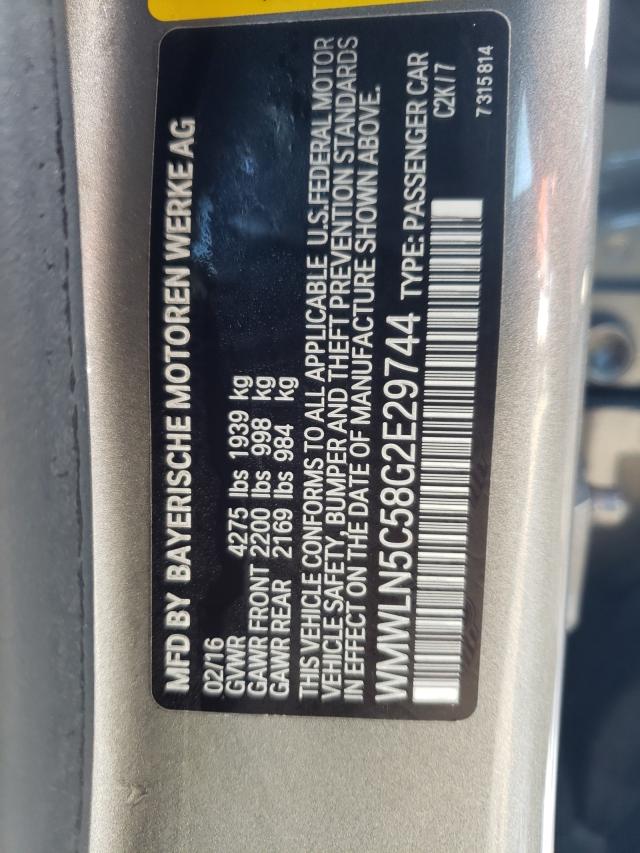 MFD BY BAYERISCHE MOTOREN WERKE AG
02/16
GVWR 4275 lbs 1939 kg
GAWR FRONT 2200 lbs 998 kg
GAWR REAR 2169 lbs 984 kg
THIS VEHICLE CONFORMS TO ALL APPLICABLE U.S.FEDERAL MOTOR
VEHICLE SAFETY, BUMPER AND THEFT PREVENTION STANDARDS
IN EFFECT ON THE DATE OF MANUFACTURE SHOWN ABOVE.
WMWLN5C58G2E29744 TYPE: PASSENGER CAR
C2K/7
7 315 814